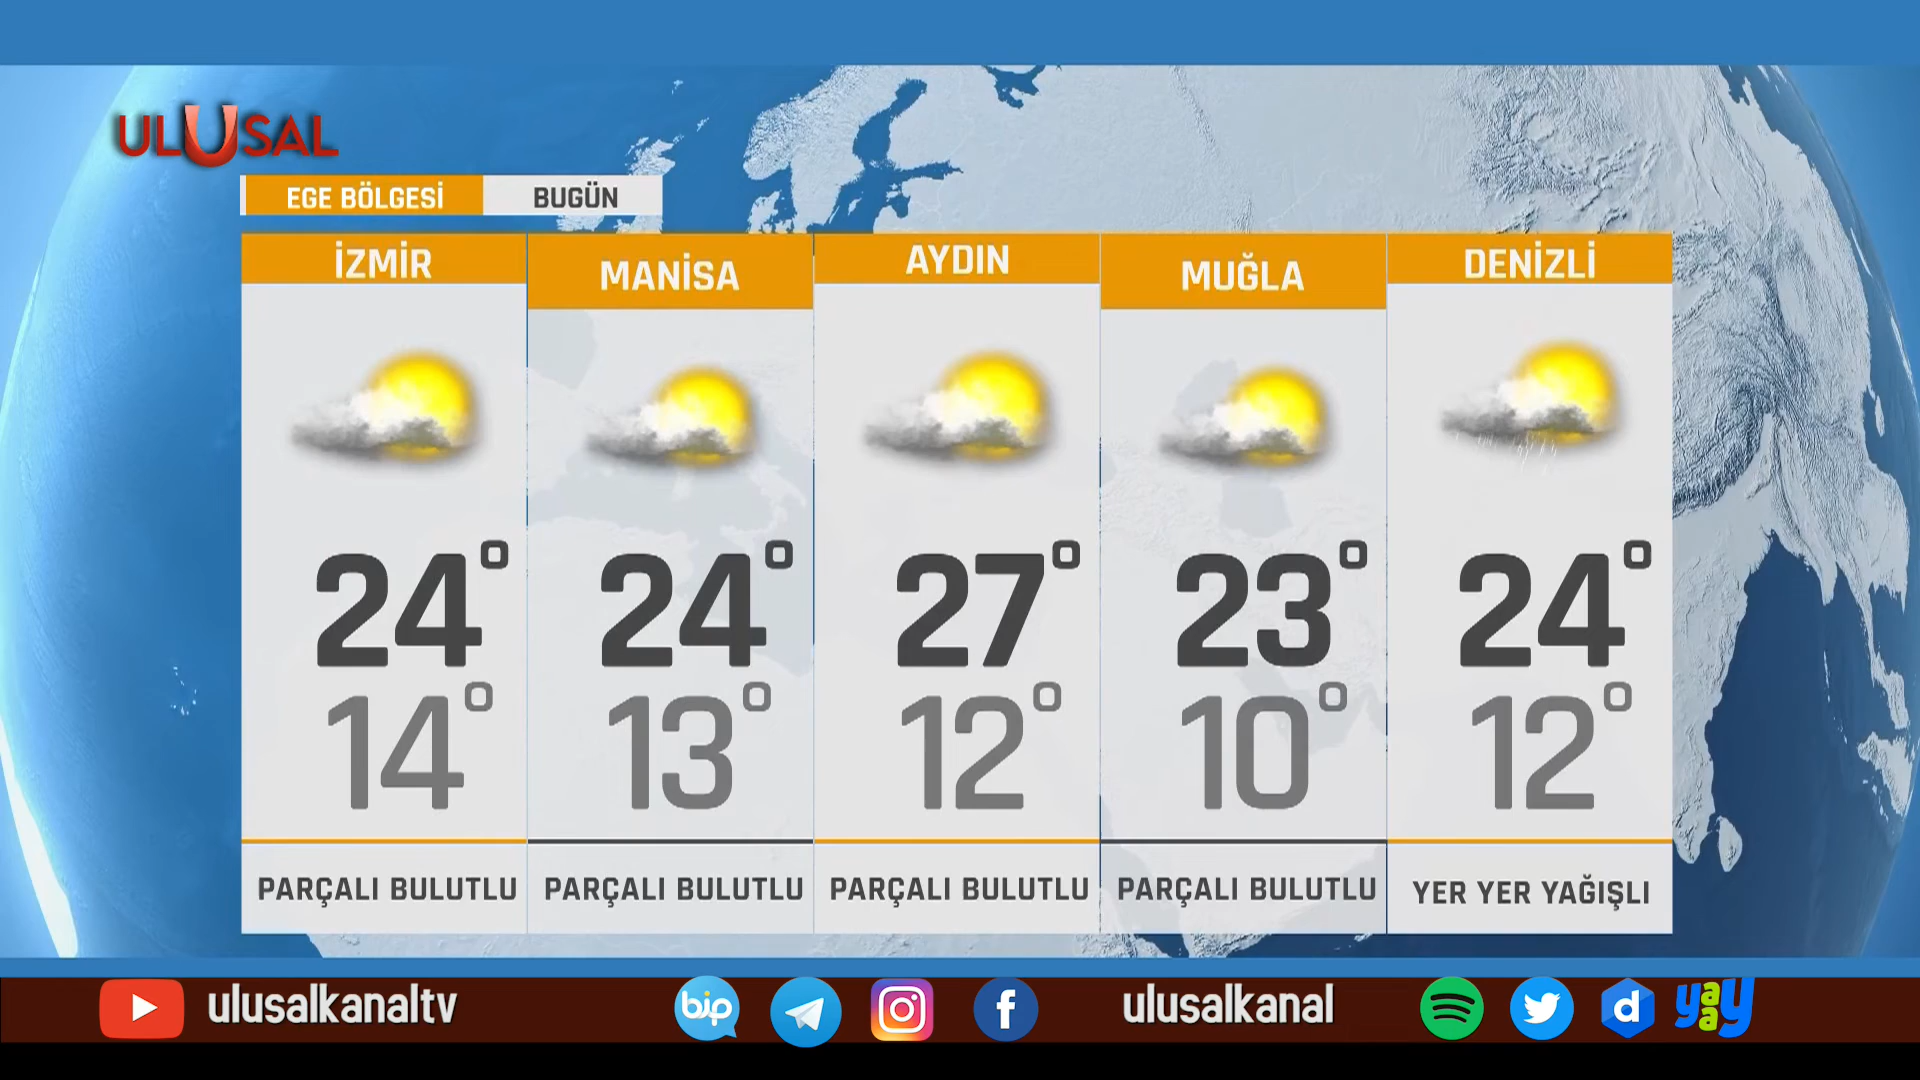 ULUSAL
EGE BÖLGESİ BUGÜN
İZMİR
24°
14°
PARÇALI BULUTLU
MANİSA
24°
13°
PARÇALI BULUTLU
AYDIN
27°
12°
PARÇALI BULUTLU
MUĞLA
23°
10°
PARÇALI BULUTLU
DENİZLİ
24°
12°
YER YER YAĞIŞLI
ulusalkanaltv bip f ulusalkanal d yaay